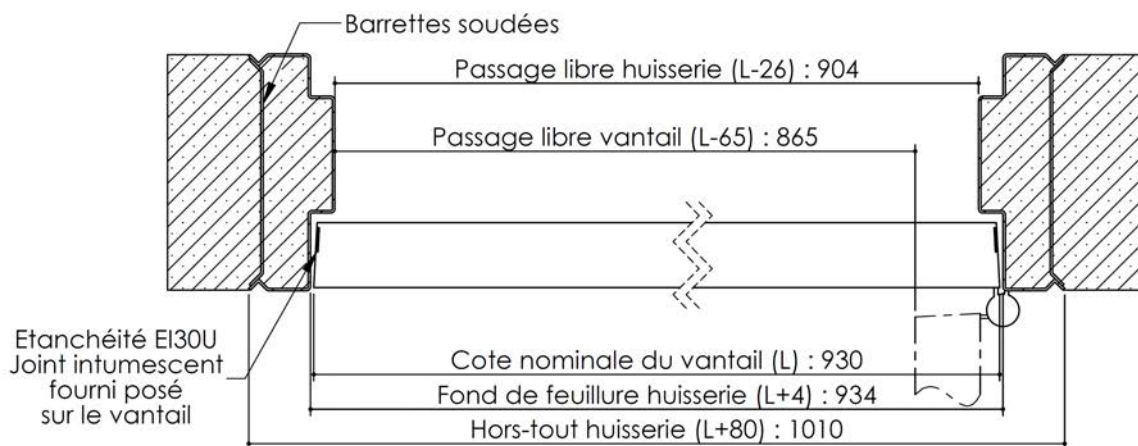 Barrettes soudées
Passage libre huisserie (L-26) : 904
Passage libre vantail (L-65) : 865
Etanchéité EI30U
Joint intumescent
fourni posé
sur le vantail
Cote nominale du vantail (L) : 930
Fond de feuillure huisserie (L+4) : 934
Hors-tout huisserie (L+80) : 1010